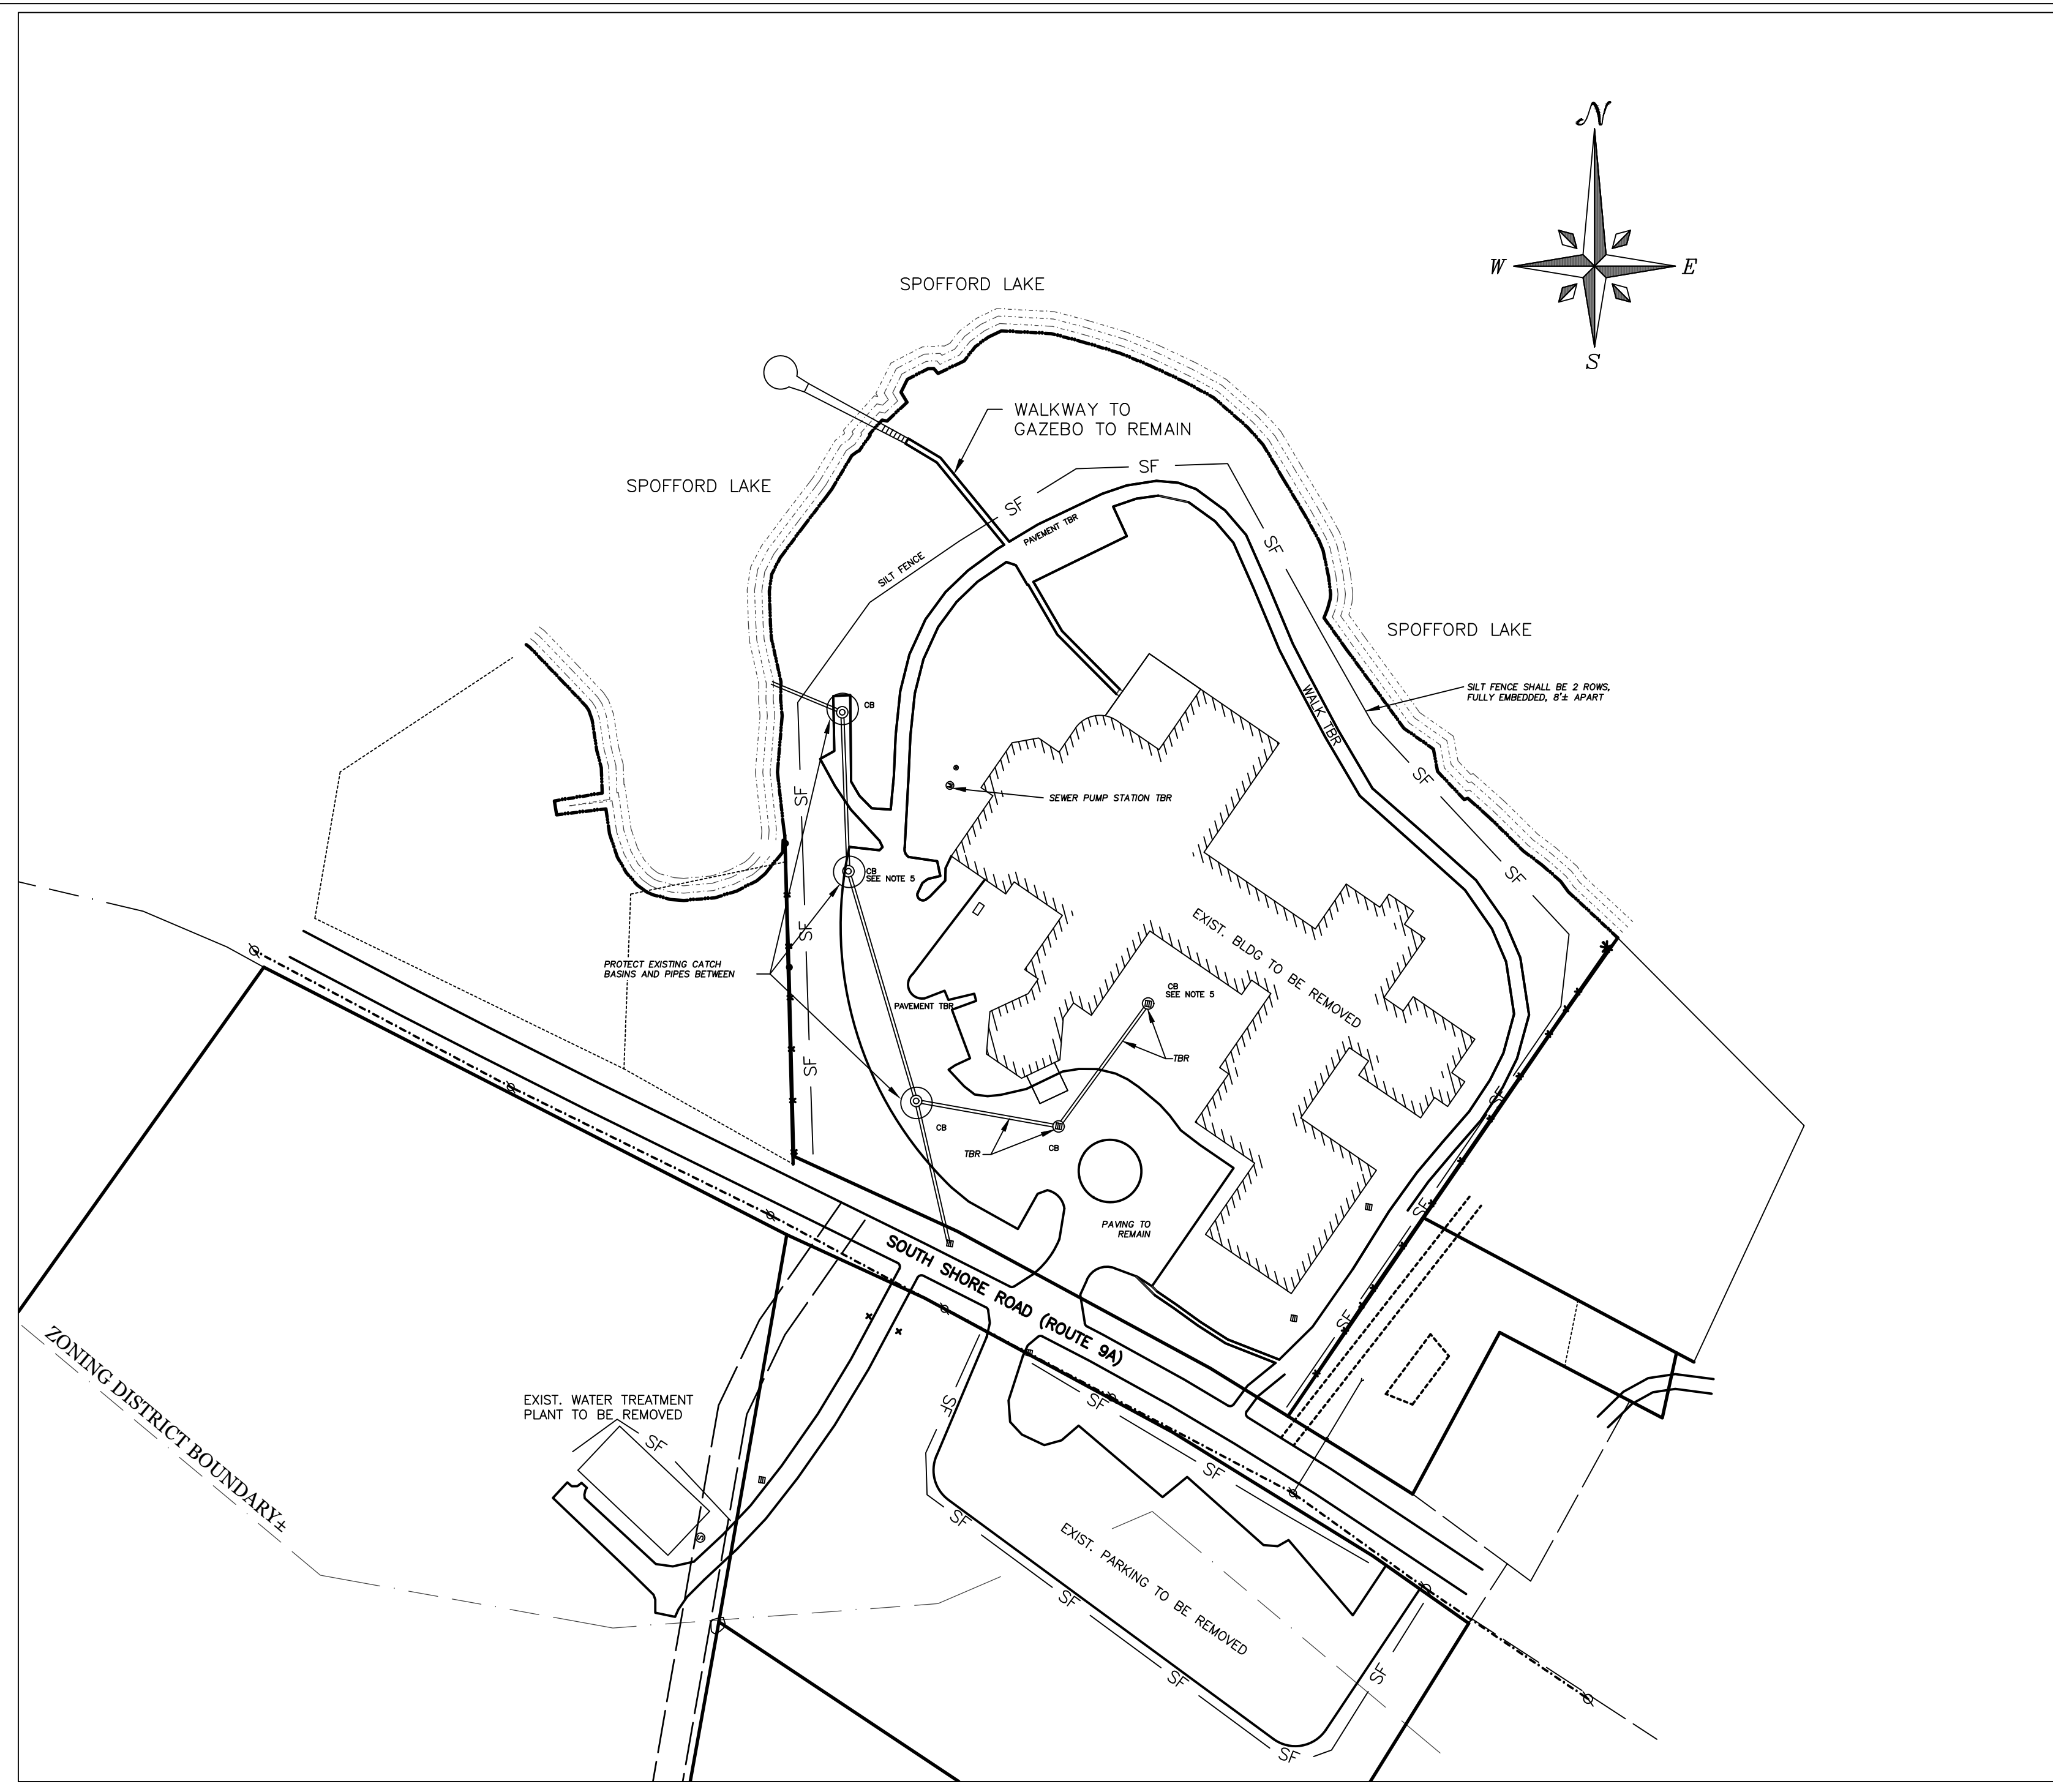 N
W
E
S
SPOFFORD LAKE
WALKWAY TO
GAZEBO TO REMAIN
SF
SPOFFORD LAKE
SF
PAVEMENT TBR
SF
SILT FENCE
SPOFFORD LAKE
SILT FENCE SHALL BE 2 ROWS,
FULLY EMBEDDED, 8'± APART
CB
WALK TBR
SF
SF
SEWER PUMP STATION TBR
CB
SEE NOTE 5
SF
SF
EXIST. BLDG TO BE REMOVED
PROTECT EXISTING CATCH
BASINS AND PIPES BETWEEN
CB
SEE NOTE 5
PAVEMENT TBR
TBR
SF
SF
CB
TBR
CB
SF
PAVING TO
REMAIN
SOUTH SHORE ROAD (ROUTE 9A)
SF
ZONING DISTRICT BOUNDARY±
EXIST. WATER TREATMENT
PLANT TO BE REMOVED
SF
SF
SF
SF
S
SF
EXIST. PARKING TO BE REMOVED
SF
SF
SF
SF